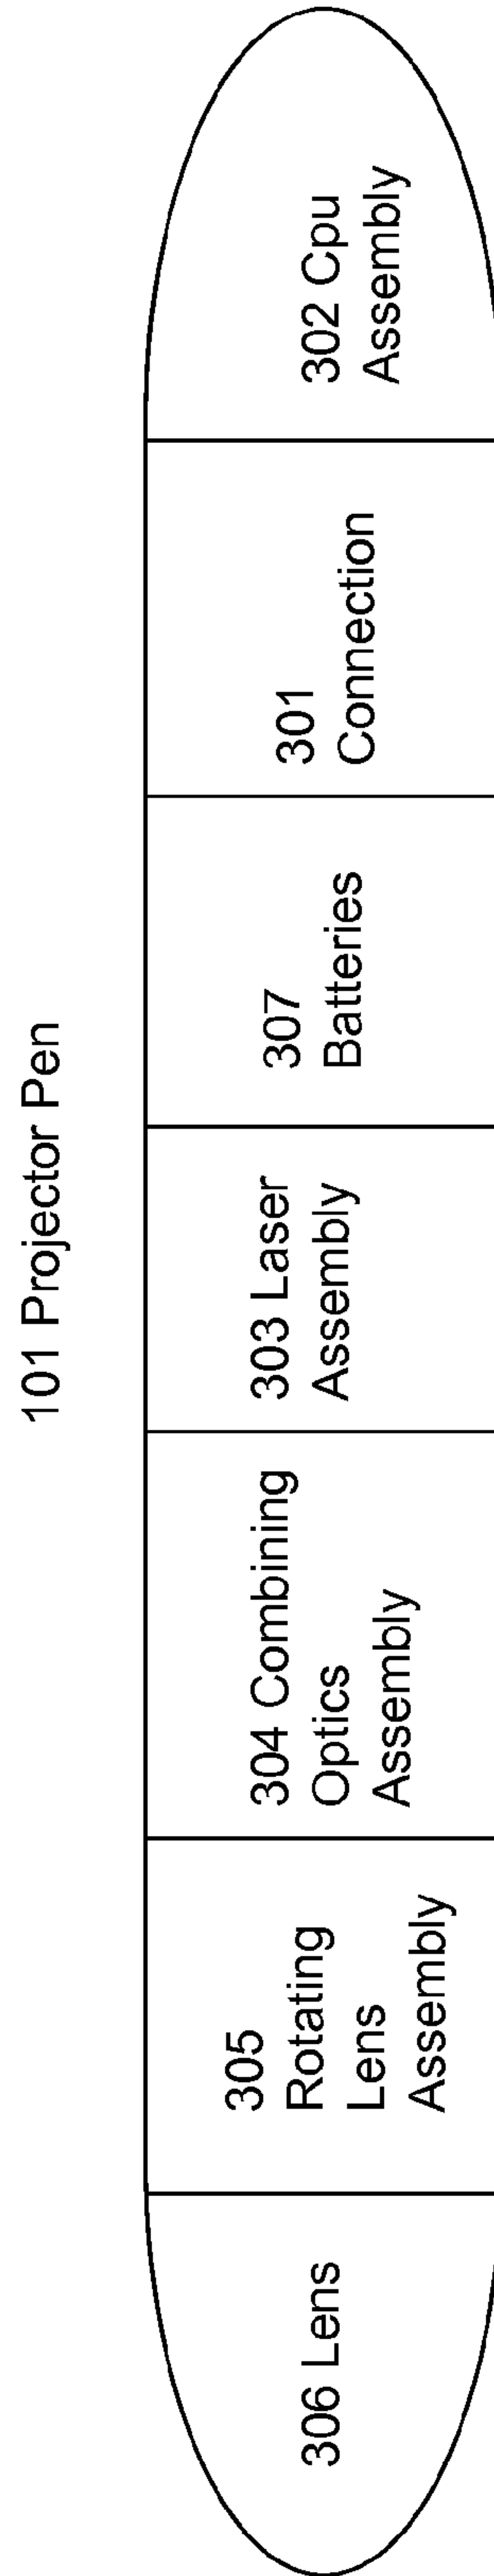 101 Projector Pen
306 Lens
305
Rotating
Lens
Assembly
304 Combining
Optics
Assembly
303 Laser
Assembly
307
Batteries
301
Connection
302 Cpu
Assembly